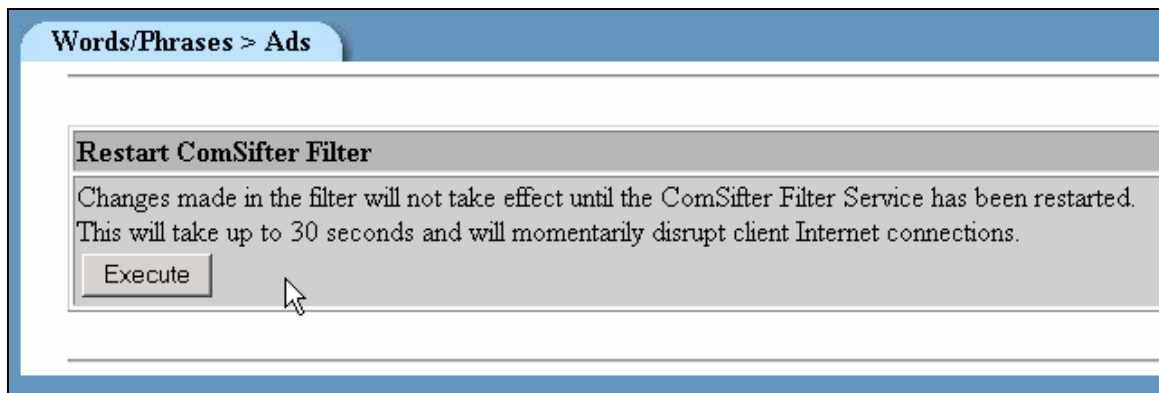 Words/Phrases > Ads
Restart ComSifter Filter
Changes made in the filter will not take effect until the ComSifter Filter Service has been restarted.
This will take up to 30 seconds and will momentarily disrupt client Internet connections.
Execute